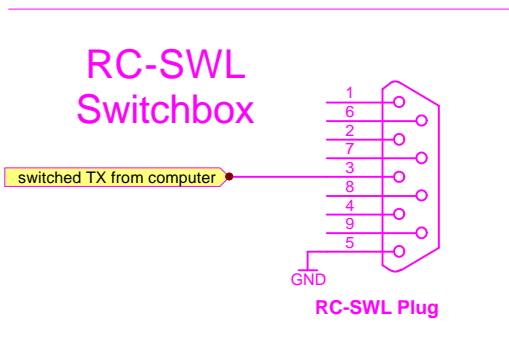 RC-SWL
Switchbox
1
6
2
7
switched TX from computer
3
8
4
9
5
GND
RC-SWL Plug